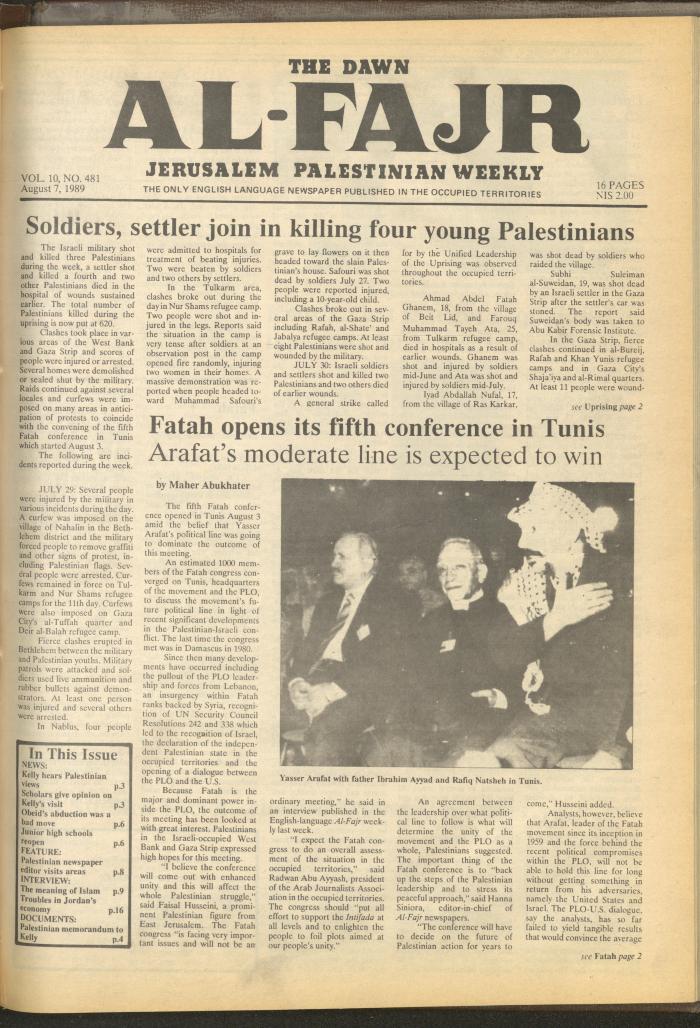 THE DAWN
AL-FAJR
JERUSALEM PALESTINIAN WEEKLY
VOL. 10, NO. 481
August 7, 1989
THE ONLY ENGLISH LANGUAGE NEWSPAPER PUBLISHED IN THE OCCUPIED TERRITORIES
16 PAGES
NIS 2.00
Soldiers, settler join in killing four young Palestinians
The Israeli military shot
and killed three Palestinians
during the week, a settler shot
and killed a fourth and two
other Palestinians died in the
hospital of wounds sustained
earlier. The total number of
Palestinians killed during the
uprising is now put at 620.
Clashes took place in var-
ious areas of the West Bank
and Gaza Strip and scores of
people were injured or arrested.
Several homes were demolished
or sealed shut by the military.
Raids continued against several
locales and curfews were im-
posed on many areas in antici-
pation of protests to coincide
with the convening of the fifth
Fatah conference in Tunis
which started August 3.
The following are inci-
dents reported during the week.
JULY 29: Several people
were injured by the military in
various incidents during the day.
A curfew was imposed on the
village of Nahalin in the Beth-
lehem district and the military
forced people to remove graffiti
and other signs of protest, in-
cluding Palestinian flags. Sev-
eral people were arrested. Cur-
fews remained in force on Tul-
karm and Nur Shams refugee
camps for the 11th day. Curfews
were also imposed on Gaza
City's al-Tuffah quarter and
Deir al-Balah refugee camp.
Fierce clashes erupted in
Bethlehem between the military
and Palestinian youths. Military
patrols were attacked and sol-
diers used live ammunition and
rubber bullets against demon-
strators. At least one person
was injured and several others
were arrested.
In Nablus, four people
were admitted to hospitals for
treatment of beating injuries.
Two were beaten by soldiers
and two others by settlers.
In the Tulkarm area,
clashes broke out during the
day in Nur Shams refugee camp.
Two people were shot and in-
jured in the legs. Reports said
the situation in the camp is
very tense after soldiers at an
observation post in the camp
opened fire randomly, injuring
two women in their homes. A
massive demonstration was re-
ported when people headed to-
ward Muhammad Safouri's
grave to lay flowers on it then
headed toward the slain Pales-
tinian's house. Safouri was shot
dead by soldiers July 27. Two
people were reported injured,
including a 10-year-old child.
Clashes broke out in sev-
eral areas of the Gaza Strip
including Rafah, al-Shate' and
Jabalya refugee camps. At least
eight Palestinians were shot and
wounded by the military.
JULY 30: Israeli soldiers
and settlers shot and killed two
Palestinians and two others died
of earlier wounds.
A general strike called
for by the Unified Leadership
of the Uprising was observed
throughout the occupied terri-
tories.
Ahmad Abdel Fatah
Ghanem, 18, from the village
of Beit Lid, and Farouq
Muhammad Tayeh Ata, 25,
from Tulkarm refugee camp,
died in hospitals as a result of
earlier wounds. Ghanem was
shot and injured by soldiers
mid-June and Ata was shot and
injured by soldiers mid-July.
Iyad Abdallah Nufal, 17,
from the village of Ras Karkar,
was shot dead by soldiers who
raided the village.
Subhi Suleiman
al-Suweidan, 19, was shot dead
by an Israeli settler in the Gaza
Strip after the settler's car was
stoned. The report said
Suweidan's body was taken to
Abu Kabir Forensic Institute.
In the Gaza Strip, fierce
clashes continued in al-Bureij,
Rafah and Khan Yunis refugee
camps and in Gaza City's
Shaja'iya and al-Rimal quarters.
At least 11 people were wound-
see Uprising page 2
Fatah opens its fifth conference in Tunis
Arafat's moderate line is expected to win
by Maher Abukhater
The fifth Fatah confer-
ence opened in Tunis August 3
amid the belief that Yasser
Arafat's political line was going
to dominate the outcome of
this meeting.
An estimated 1000 mem-
bers of the Fatah congress con-
verged on Tunis, headquarters
of the movement and the PLO,
to discuss the movement's fu-
ture political line in light of
recent significant developments
in the Palestinian-Israeli con-
flict. The last time the congress
met was in Damascus in 1980.
Since then many develop-
ments have occurred including
the pullout of the PLO leader-
ship and forces from Lebanon,
an insurgency within Fatah
ranks backed by Syria, recogni-
tion of UN Security Council
Resolutions 242 and 338 which
led to the recognition of Israel,
the declaration of the indepen-
dent Palestinian state in the
occupied territories and the
opening of a dialogue between
the PLO and the U.S.
Because Fatah is the
major and dominant power in-
side the PLO, the outcome of
its meeting has been looked at
with great interest. Palestinians
in the Israeli-occupied West
Bank and Gaza Strip expressed
high hopes for this meeting.
"I believe the conference
will come out with enhanced
unity and this will affect the
whole Palestinian struggle,"
said Faisal Husseini, a promi-
nent Palestinian figure from
East Jerusalem. The Fatah
congress "is facing very impor-
tant issues and will not be an
Yasser Arafat with father Ibrahim Ayyad and Rafiq Natsheh in Tunis.
ordinary meeting," he said in
an interview published in the
English-language Al-Fajr week-
ly last week.
"I expect the Fatah con-
gress to do an overall assess-
ment of the situation in the
occupied territories," said
Radwan Abu Ayyash, president
of the Arab Journalists Associ-
ation in the occupied territories.
The congress should "put all
effort to support the Intifada at
all levels and to enlighten the
people to foil plots aimed at
our people's unity."
An agreement between
the leadership over what politi-
cal line to follow is what will
determine the unity of the
movement and the PLO as a
whole, Palestinians suggested.
The important thing of the
Fatah conference is to "back
up the steps of the Palestinian
leadership and to stress its
peaceful approach," said Hanna
Siniora, editor-in-chief of
Al-Fajr newspapers.
"The conference will have
to decide on the future of
Palestinian action for years to
come," Husseini added.
Analysts, however, believe
that Arafat, leader of the Fatah
movement since its inception in
1959 and the force behind the
recent political compromises
within the PLO, will not be
able to hold this line for long
without getting something in
return from his adversaries,
namely the United States and
Israel. The PLO-U.S. dialogue,
say the analysts, has so far
failed to yield tangible results
that would convince the average
see Fatah page 2
In This Issue
NEWS:
Kelly hears Palestinian
views p.3
Scholars give opinion on
Kelly's visit p.3
Obeid's abduction was a
bad move p.6
Junior high schools
reopen p.6
FEATURE:
Palestinian newspaper
editor visits areas p.8
INTERVIEW:
The meaning of Islam p.9
Troubles in Jordan's
economy p.16
DOCUMENTS:
Palestinian memorandum to
Kelly p.4